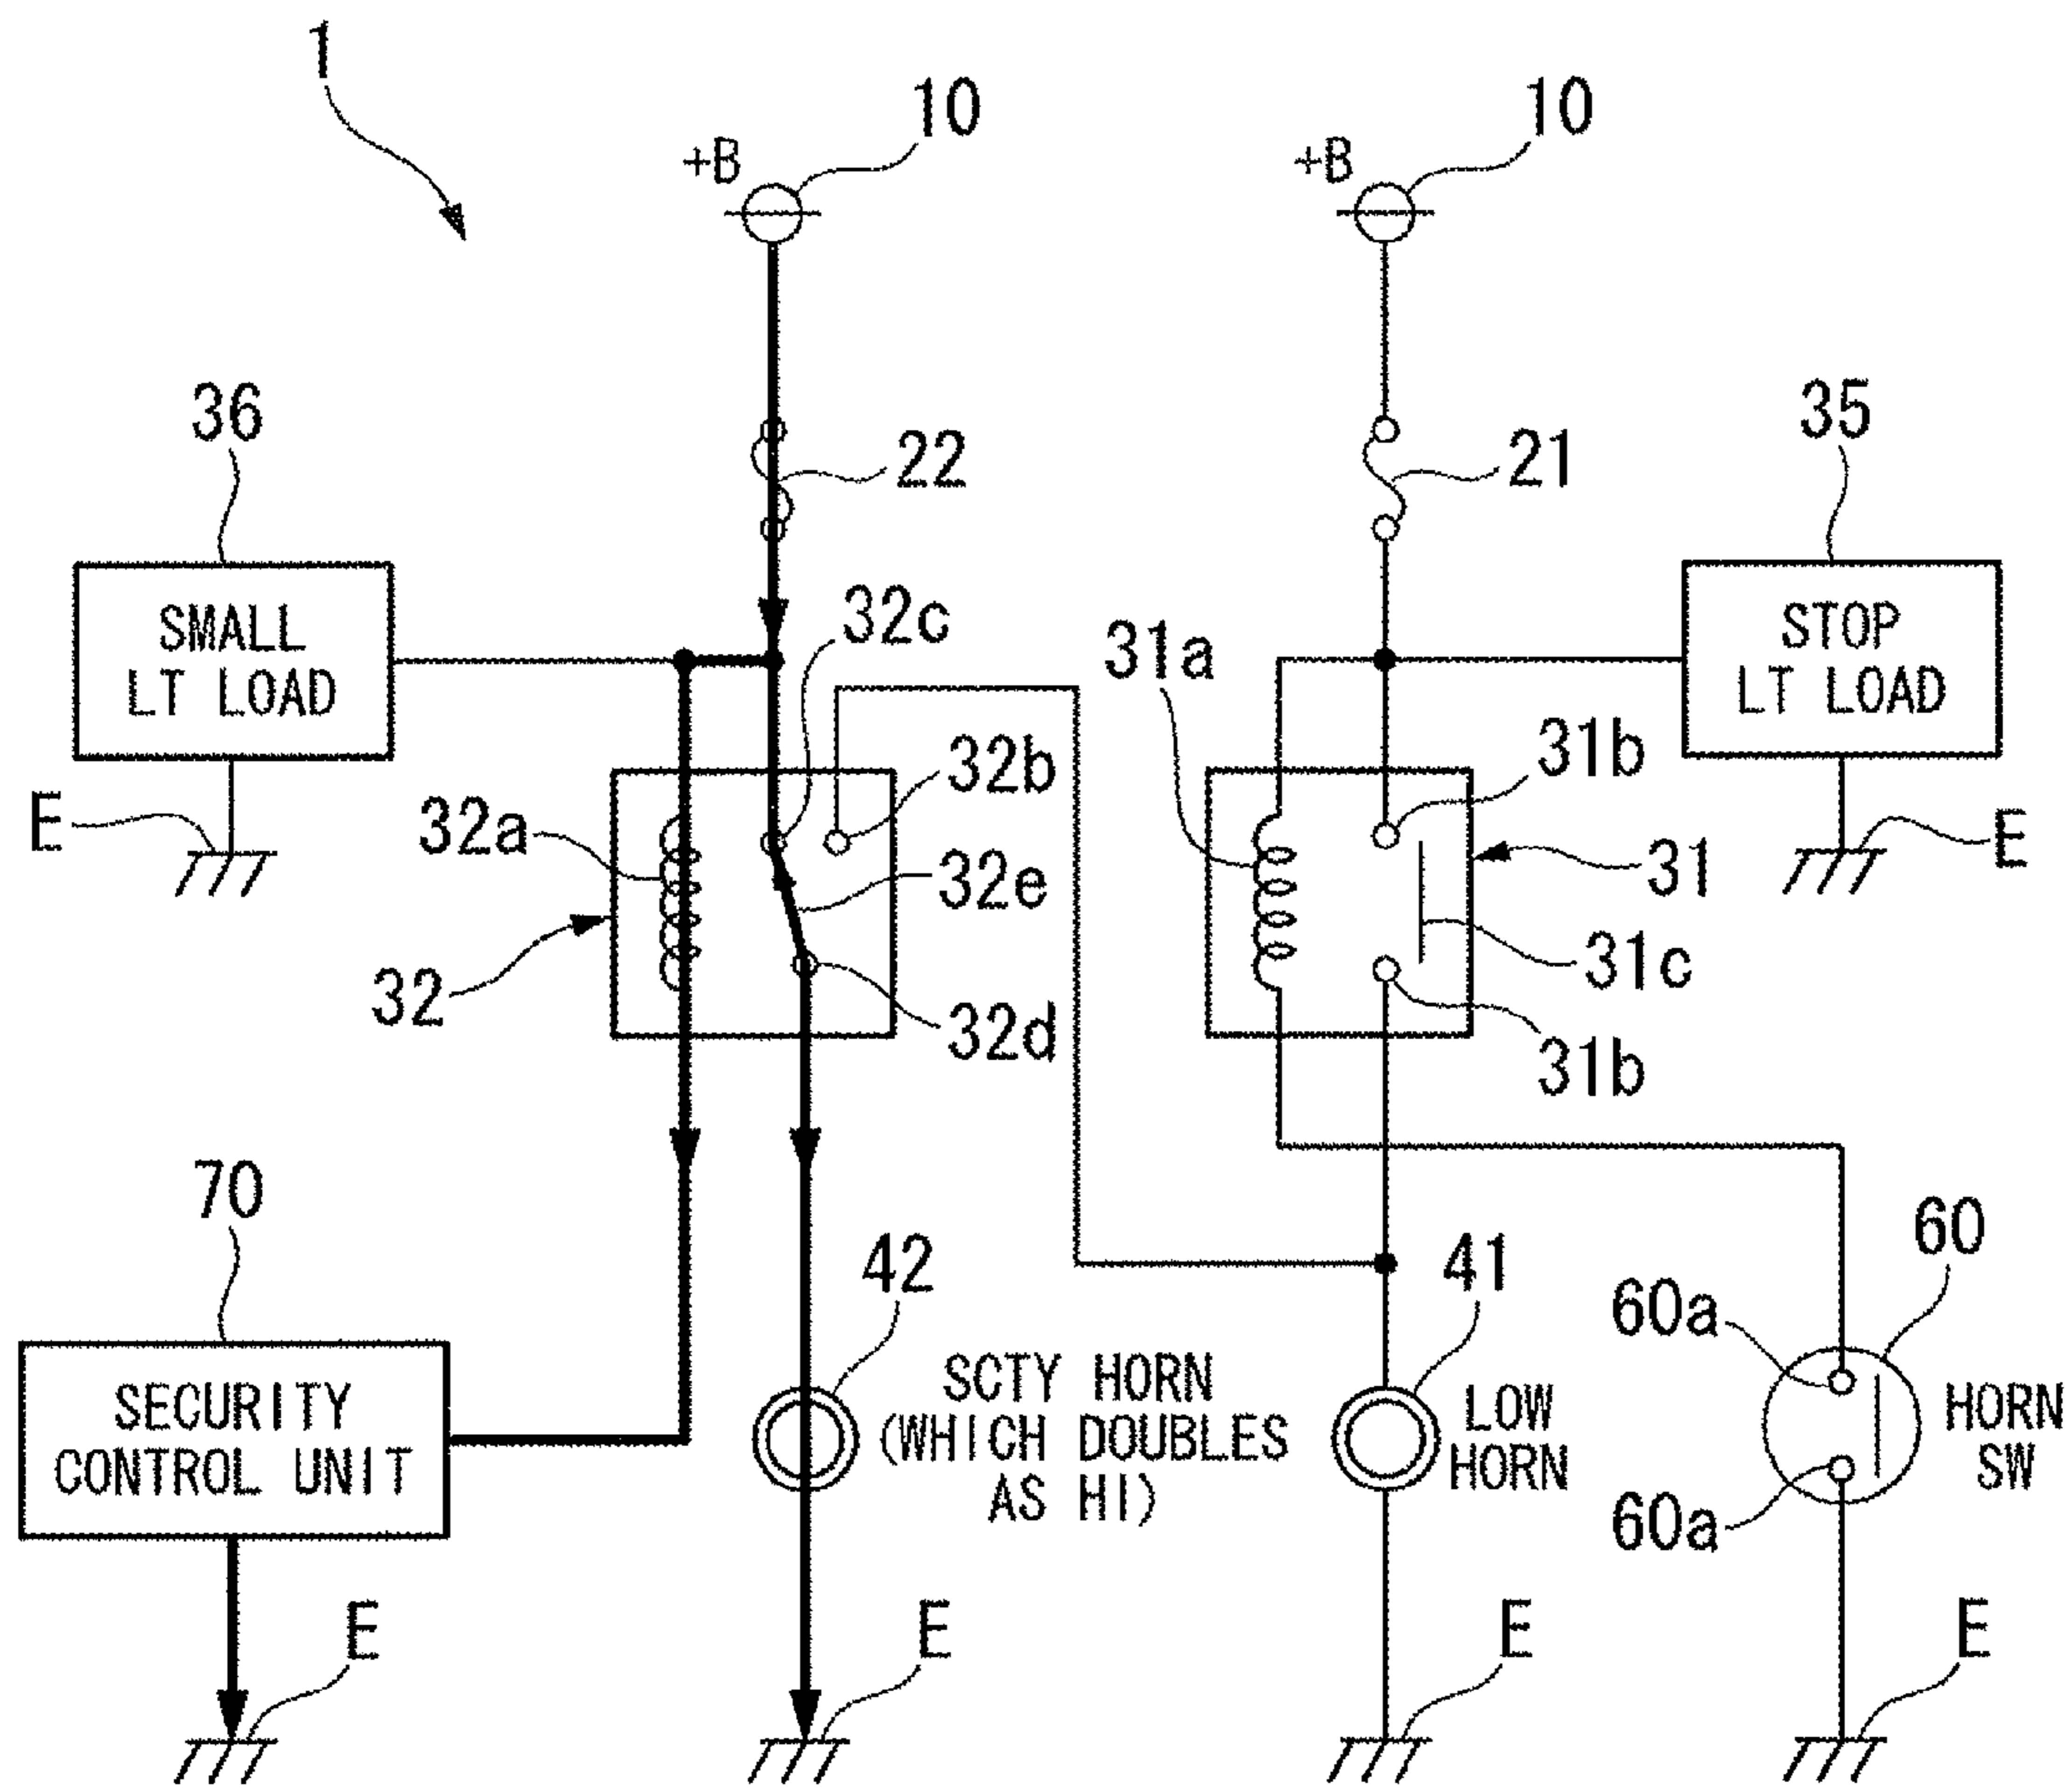 1
10
10
+B
+B
36
22
21
35
SMALL
LT LOAD
32c
31a
STOP
LT LOAD
31b
32b
E
32a
32e
31
E
32
32d
31c
31b
70
42
41
60
60a
SECURITY
CONTROL UNIT
SCTY HORN
(WHICH DOUBLES
AS HI)
LOW
HORN
HORN
SW
60a
E
E
E
E